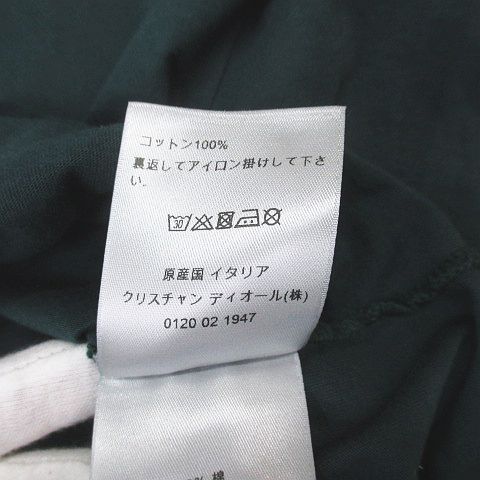 コットン100%
裏返してアイロン掛けして下さ
い.
30
原産国 イタリア
クリスチャン ディオール(株)
0120 02 1947
% 棉